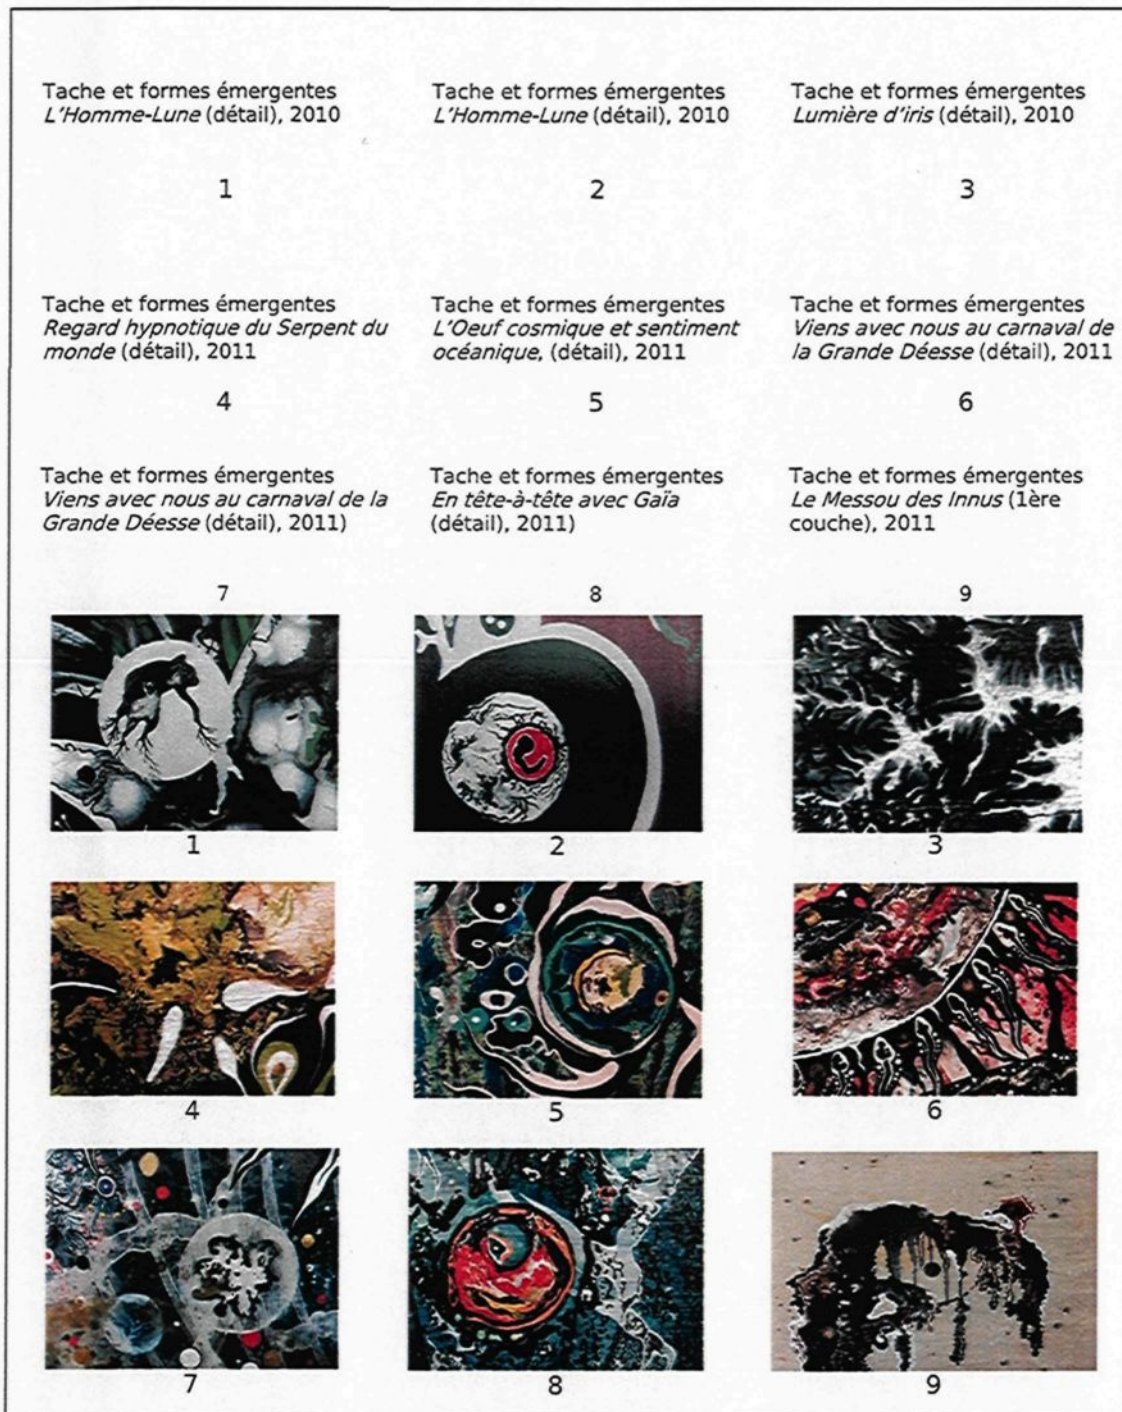 Tache et formes émergentes
L'Homme-Lune (détail), 2010
1
Tache et formes émergentes
L'Homme-Lune (détail), 2010
2
Tache et formes émergentes
Lumière d'iris (détail), 2010
3
Tache et formes émergentes
Regard hypnotique du Serpent du
monde (détail), 2011
4
Tache et formes émergentes
L'Oeuf cosmique et sentiment
océanique, (détail), 2011
5
Tache et formes émergentes
Viens avec nous au carnaval de
la Grande Déesse (détail), 2011
6
Tache et formes émergentes
Viens avec nous au carnaval de la
Grande Déesse (détail), 2011)
7
Tache et formes émergentes
En tête-à-tête avec Gaïa
(détail), 2011)
8
Tache et formes émergentes
Le Messou des Innus (1ère
couche), 2011
9
1
2
3
4
5
6
7
8
9